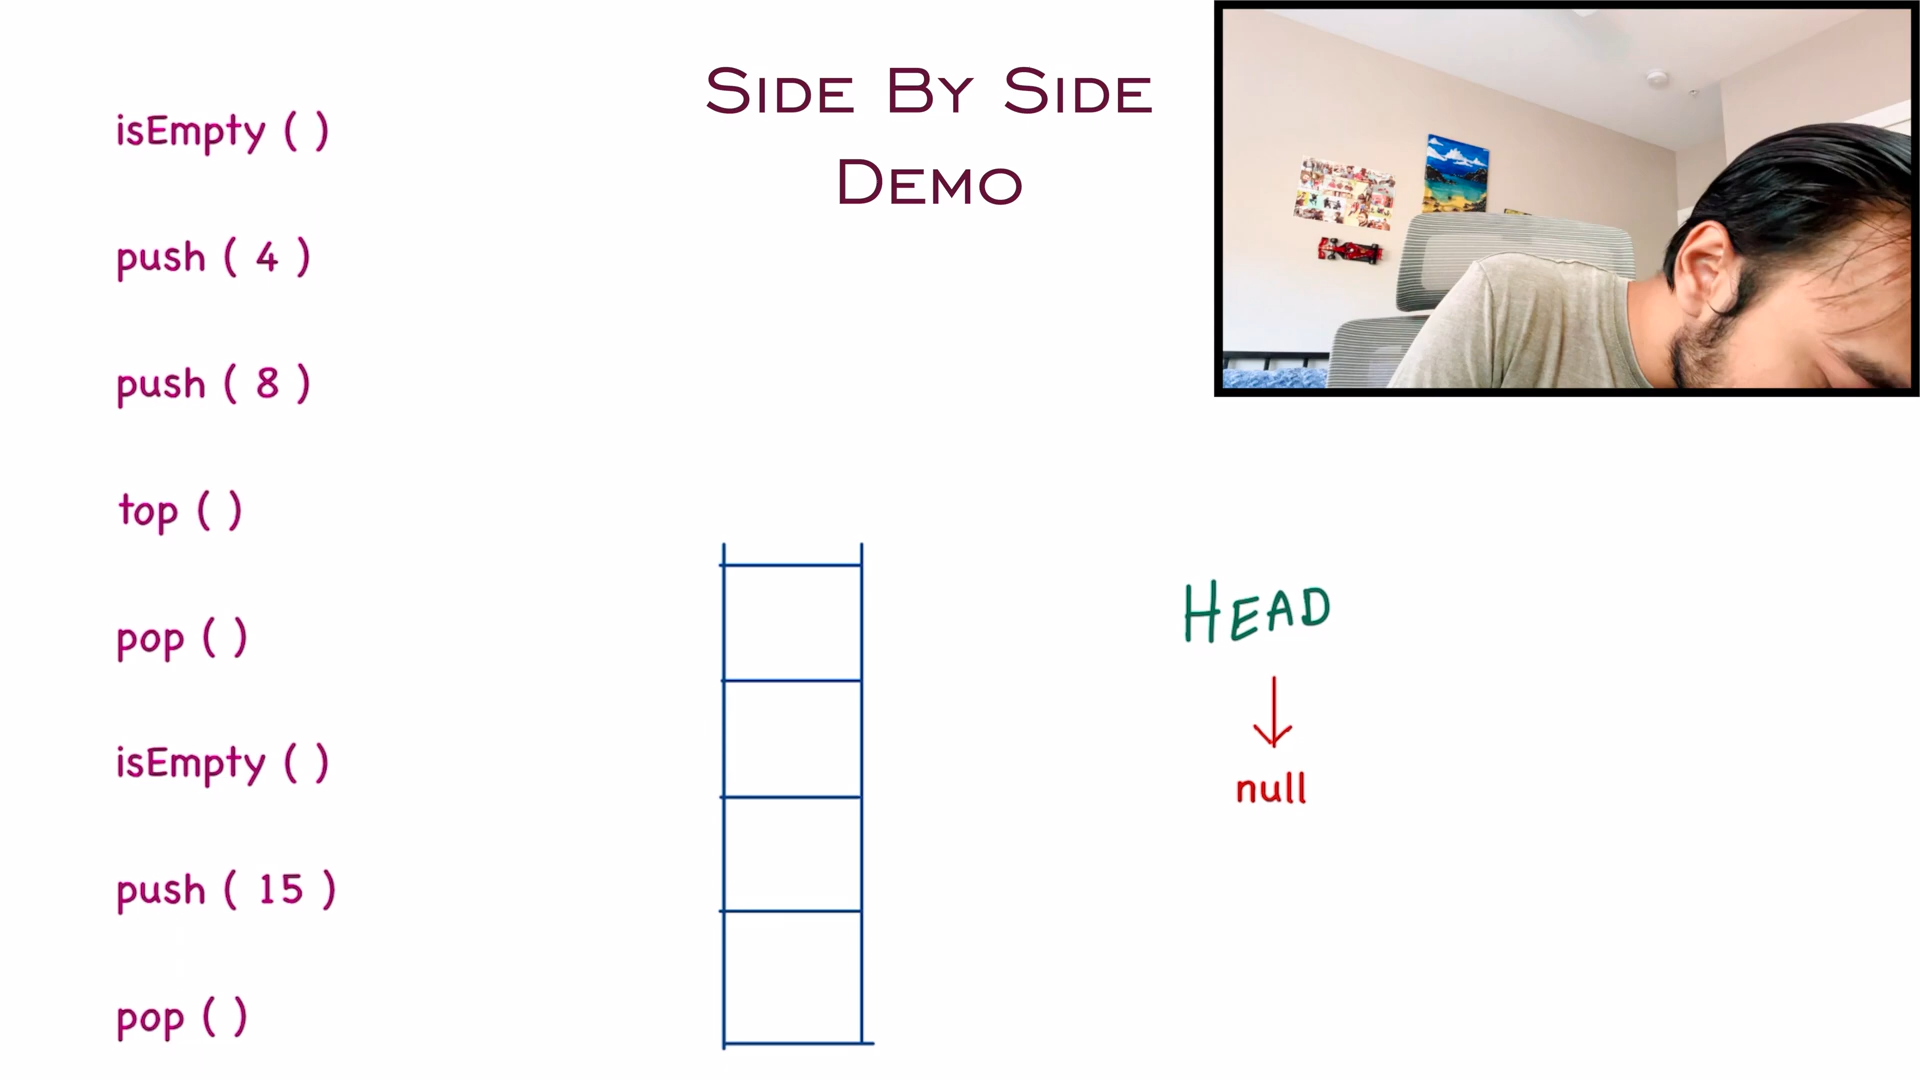 Side By Side
Demo
isEmpty ( )
push ( 4 )
push ( 8 )
top ( )
pop ( )
isEmpty ( )
push ( 15 )
pop ( )
HEAD
null